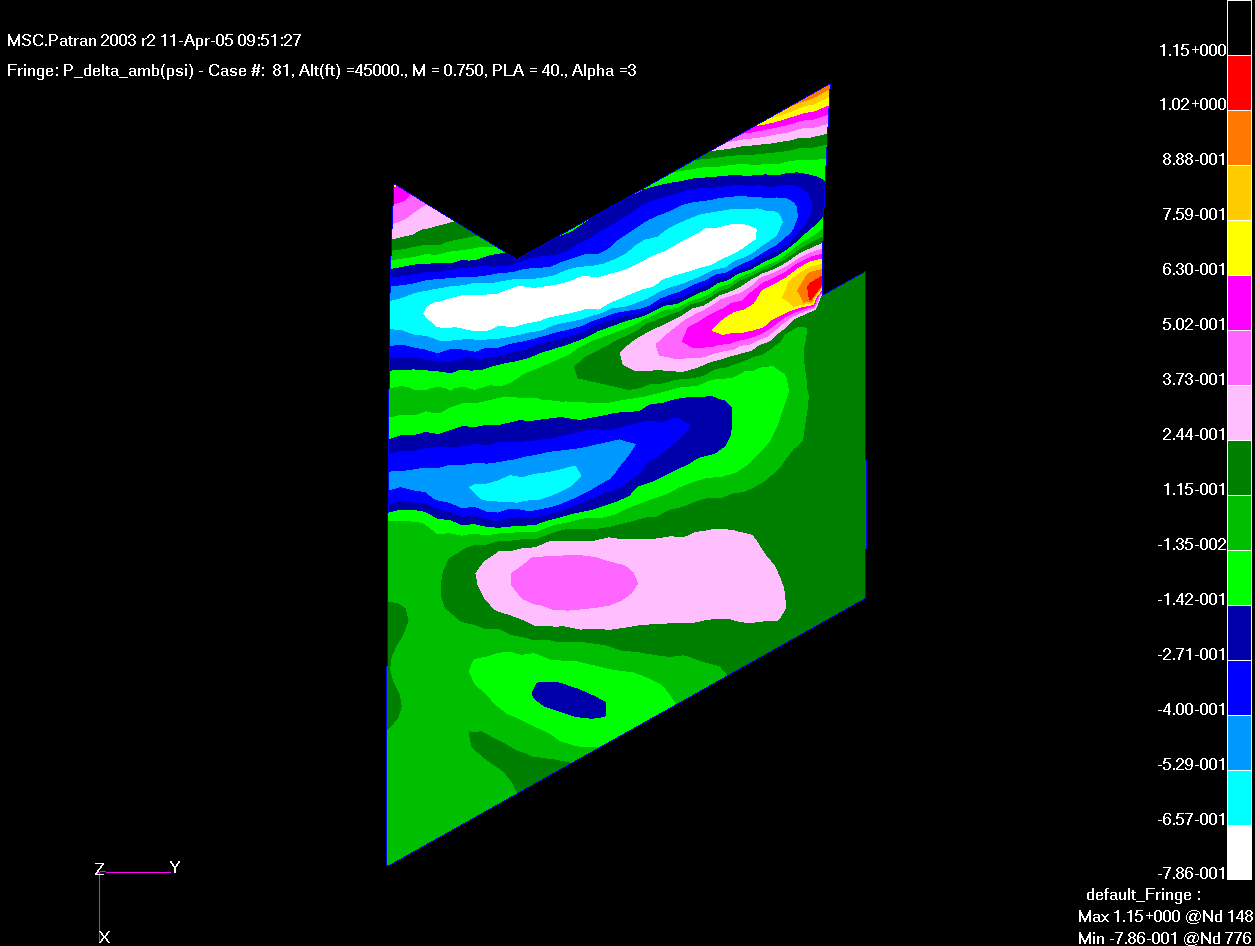 MSC.Patran 2003 r2 11-Apr-05 09:51:27
Fringe: P_delta_amb(psi) - Case #: 81, Alt(ft) =45000., M = 0.750, PLA = 40., Alpha =3
1.15+000
1.02+000
8.88-001
7.59-001
6.30-001
5.02-001
3.73-001
2.44-001
1.15-001
-1.35-002
-1.42-001
-2.71-001
-4.00-001
-5.29-001
-6.57-001
-7.86-001
Z Y
X
default_Fringe :
Max 1.15+000 @Nd 148
Min -7.86-001 @Nd 776